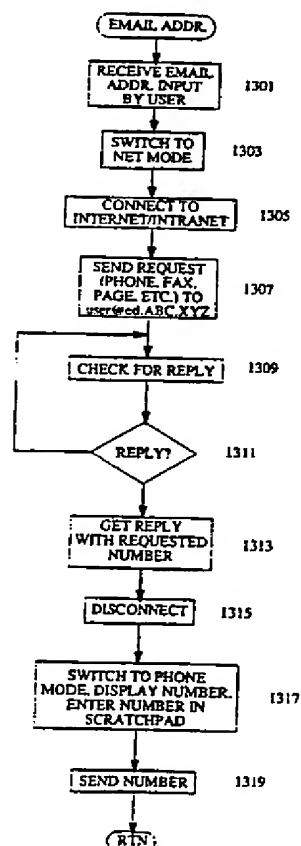 EMAIL ADDR.
RECEIVE EMAIL
ADDR. INPUT
BY USER
1301
SWITCH TO
NET MODE
1303
CONNECT TO
INTERNET/INTRANET
1305
SEND REQUEST
(PHONE, FAX,
PAGE, ETC.) TO
user@cd.ABC.XYZ
1307
CHECK FOR REPLY
1309
REPLY?
1311
GET REPLY
WITH REQUESTED
NUMBER
1313
DISCONNECT
1315
SWITCH TO PHONE
MODE, DISPLAY NUMBER,
ENTER NUMBER IN
SCRATCHPAD
1317
SEND NUMBER
1319
RTN